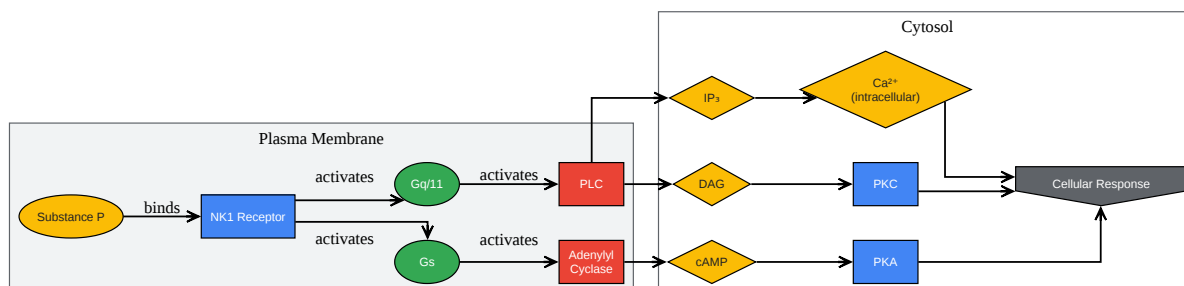 Cytosol
Ca²⁺
(intracellular)
IP₃
Plasma Membrane
activates
activates
Gq/11
PLC
DAG
PKC
Cellular Response
binds
Substance P
NK1 Receptor
activates
activates
Gs
Adenylyl
Cyclase
cAMP
PKA